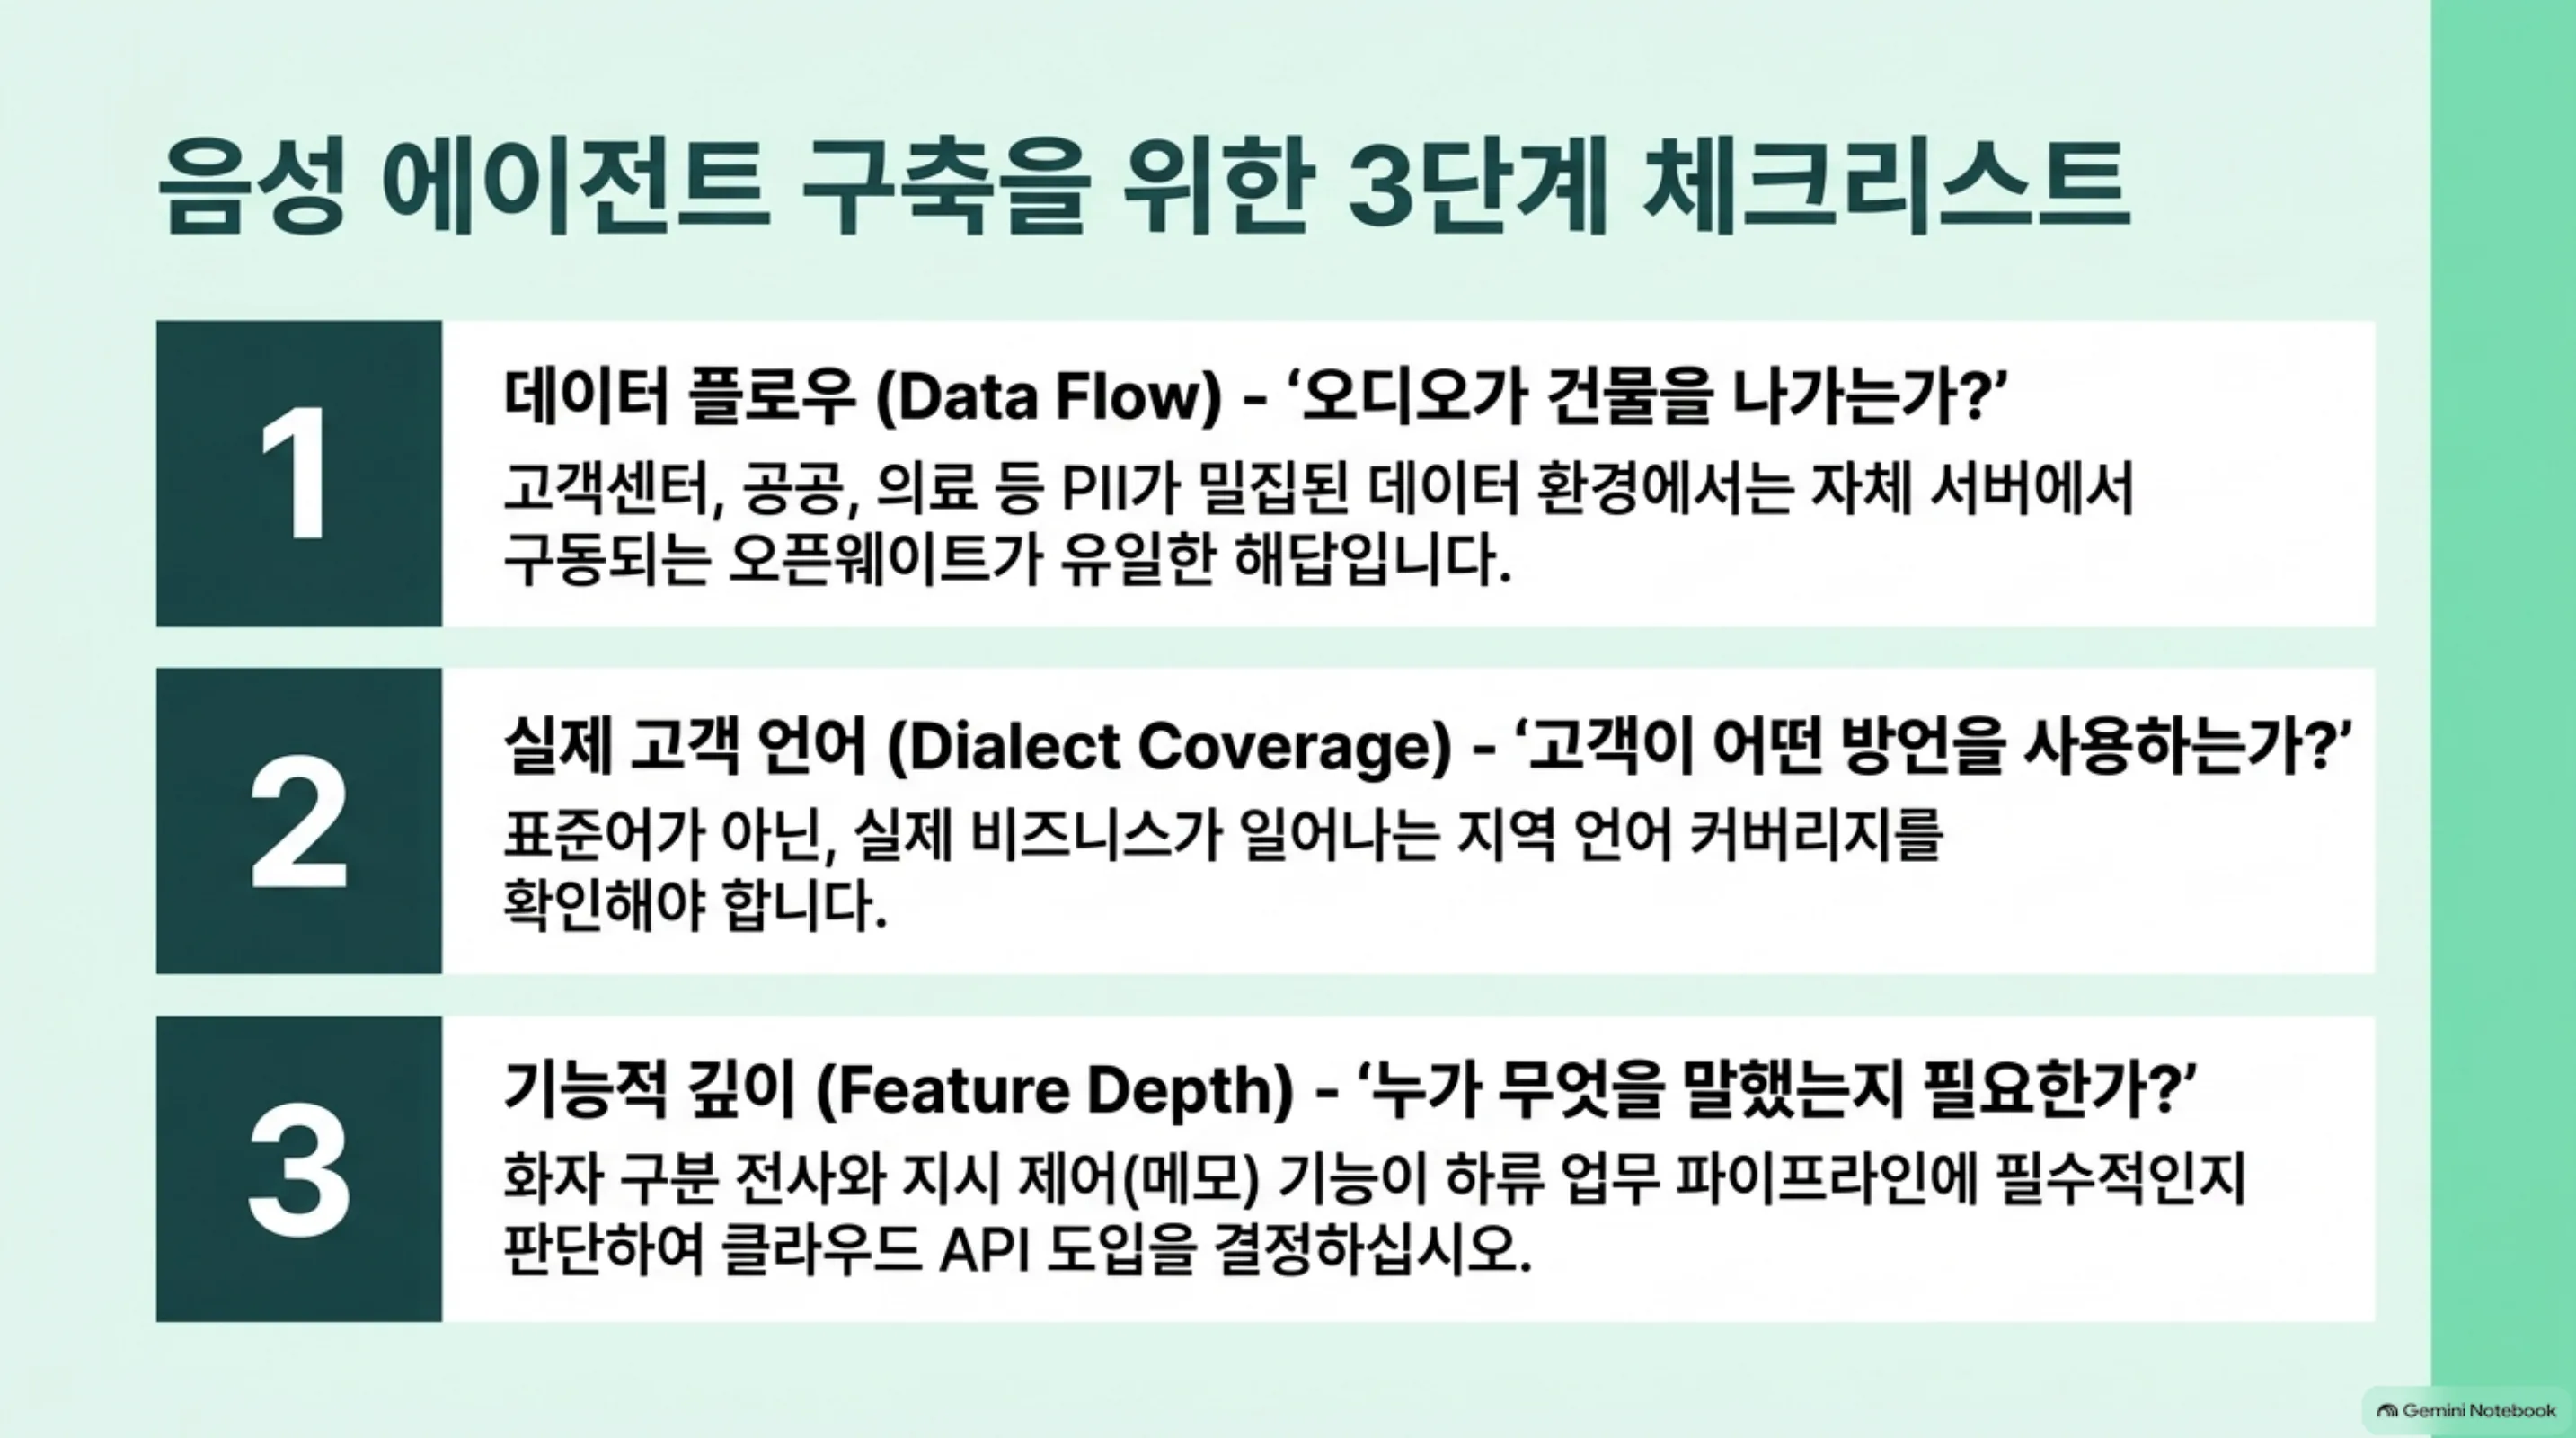 음성 에이전트 구축을 위한 3단계 체크리스트
1
데이터 플로우 (Data Flow) - ‘오디오가 건물을 나가는가?’
고객센터, 공공, 의료 등 PII가 밀집된 데이터 환경에서는 자체 서버에서
구동되는 오픈웨이트가 유일한 해답입니다.
2
실제 고객 언어 (Dialect Coverage) - ‘고객이 어떤 방언을 사용하는가?’
표준어가 아닌, 실제 비즈니스가 일어나는 지역 언어 커버리지를
확인해야 합니다.
3
기능적 깊이 (Feature Depth) - ‘누가 무엇을 말했는지 필요한가?’
화자 구분 전사와 지시 제어(메모) 기능이 하류 업무 파이프라인에 필수적인지
판단하여 클라우드 API 도입을 결정하십시오.
Gemini Notebook